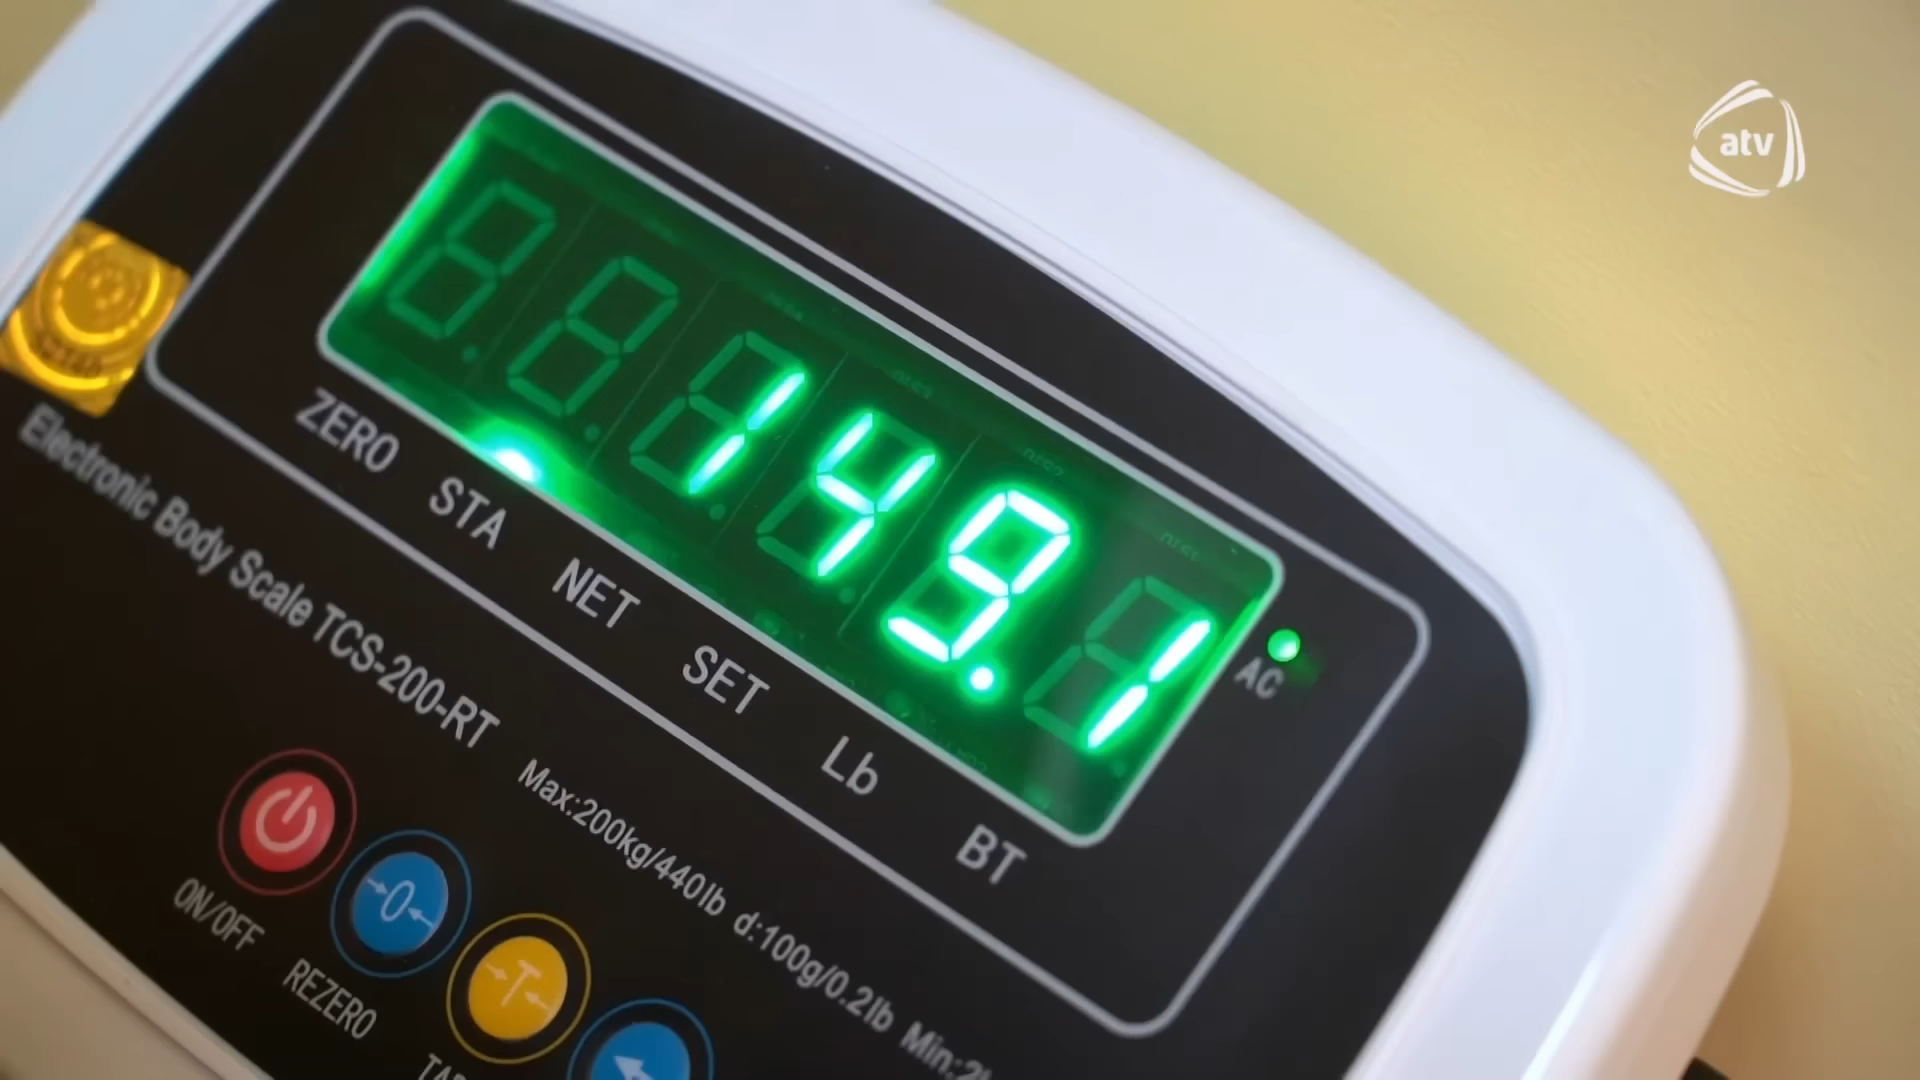 atv
149.1
AC
ZERO STA NET SET Lb BT
Electronic Body Scale TCS-200-RT
Max:200kg/440lb d:100g/0.2lb
ON/OFF
REZERO